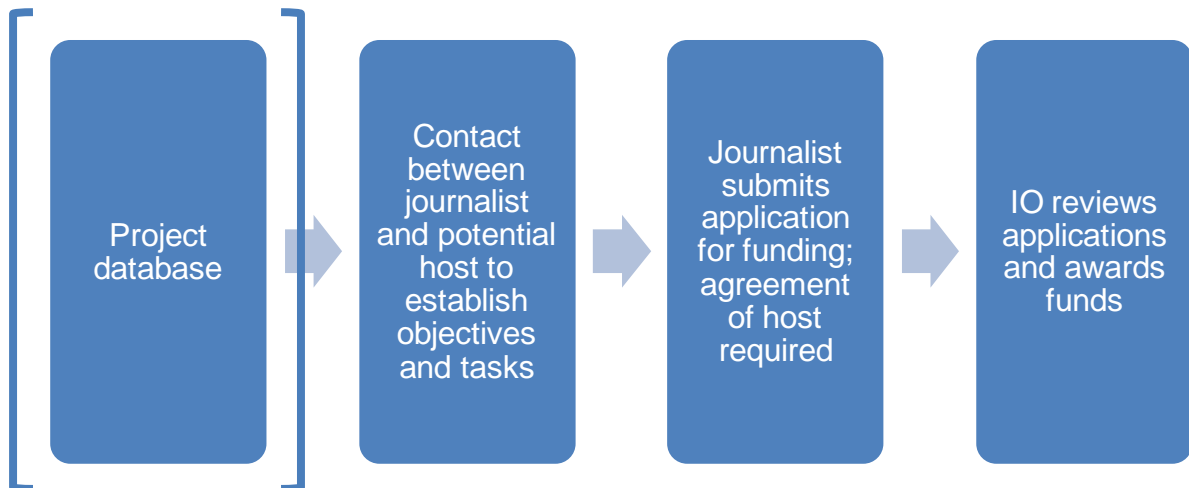 Project
database
Contact
between
journalist
and potential
host to
establish
objectives
and tasks
Journalist
submits
application
for funding;
agreement
of host
required
IO reviews
applications
and awards
funds